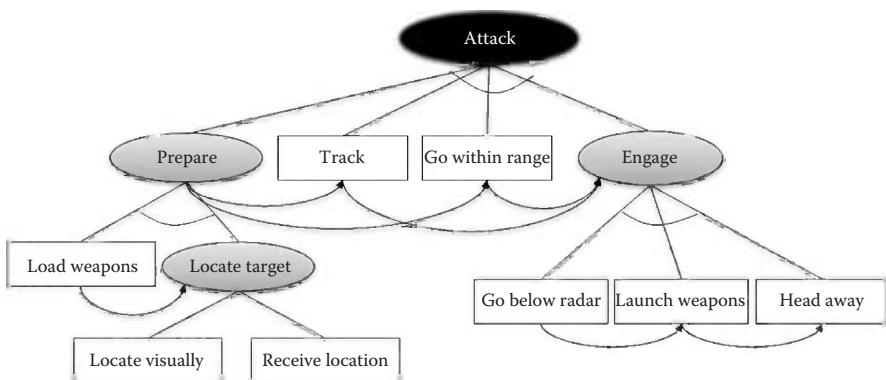 Attack
Prepare
Track
Go within range
Engage
Load weapons
Locate target
Go below radar
Launch weapons
Head away
Locate visually
Receive location